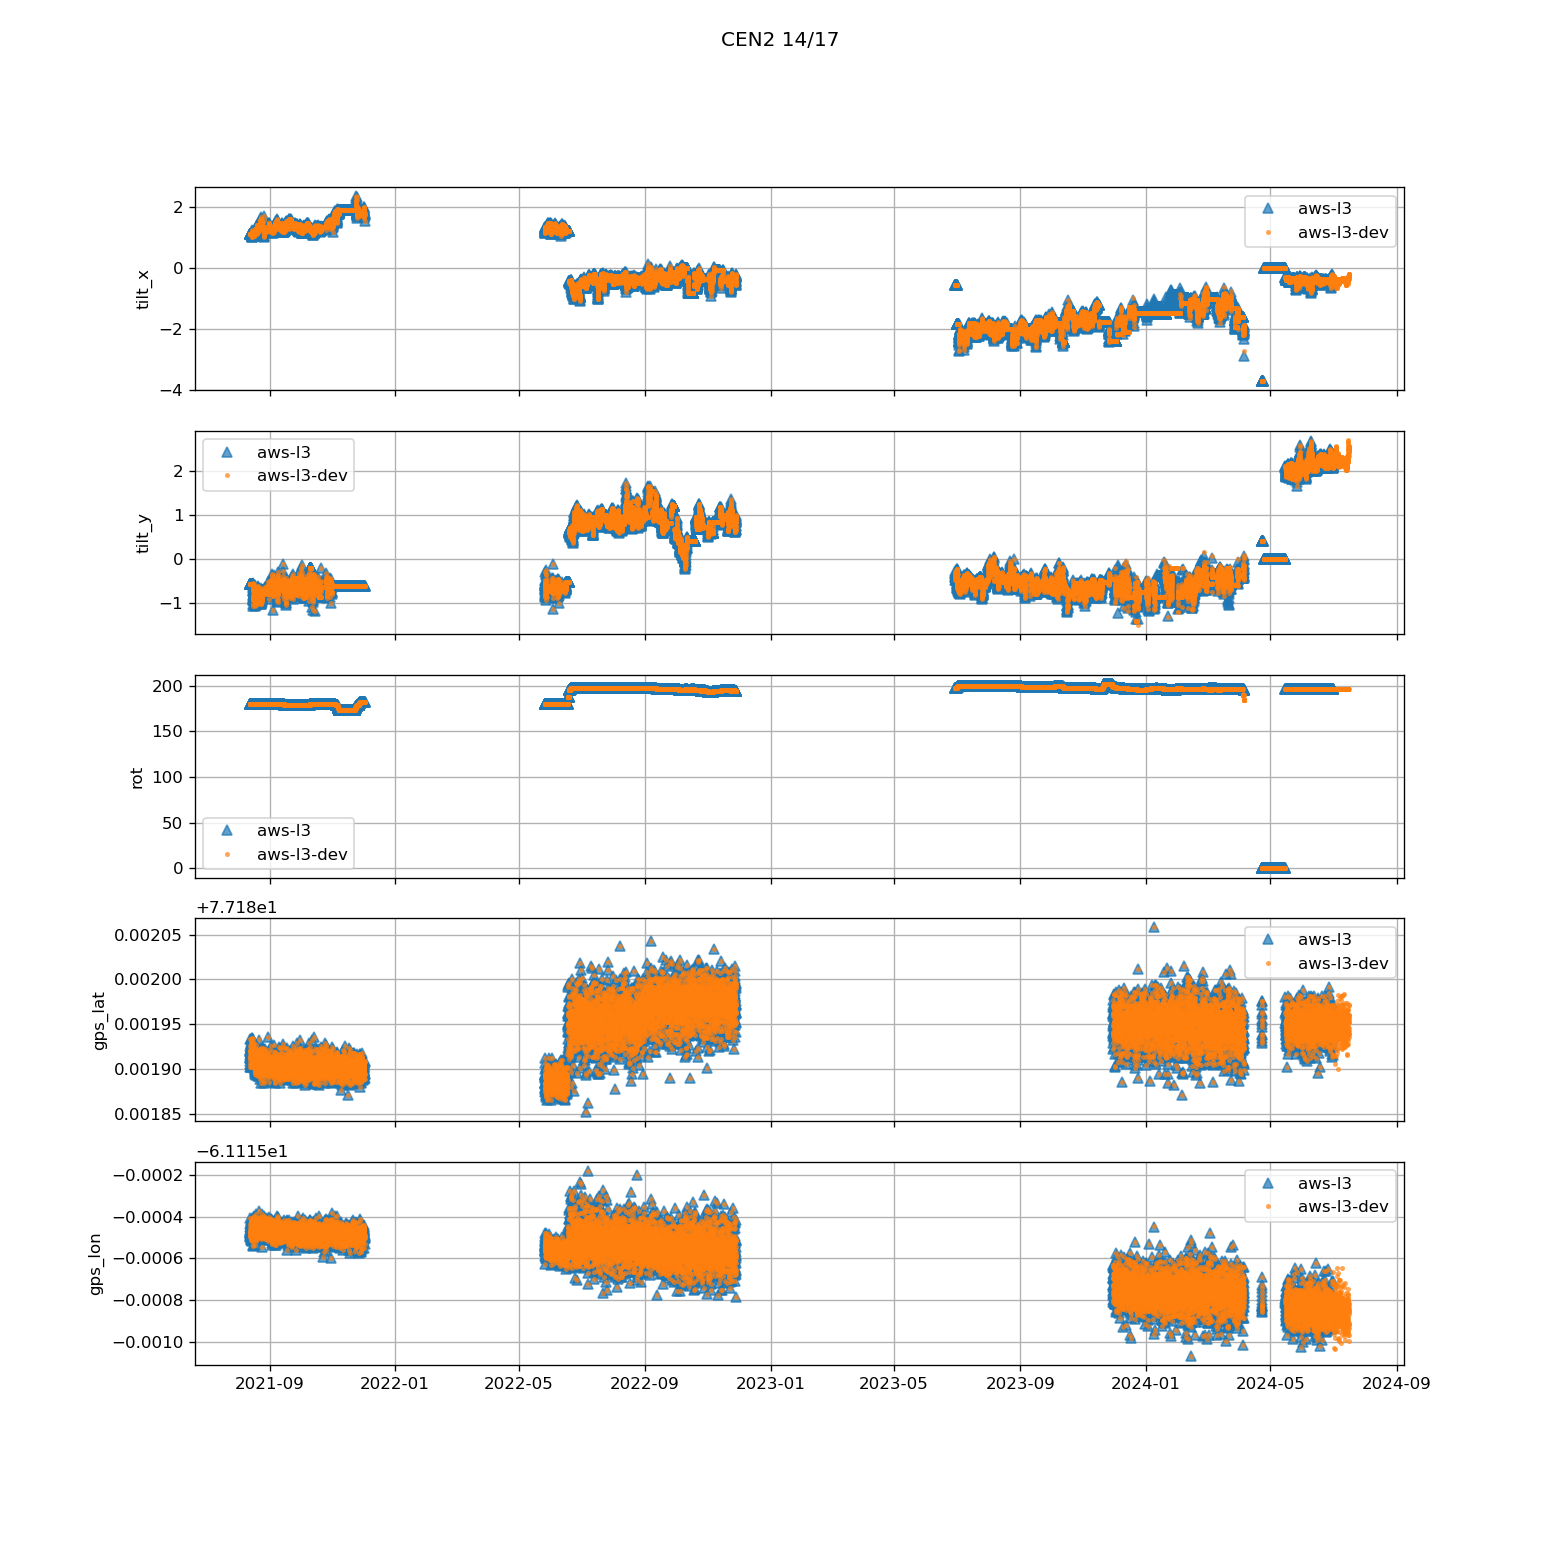 CEN2 14/17
2
0
−2
−4
tilt_x
aws-l3
aws-l3-dev
2
1
0
−1
tilt_y
aws-l3
aws-l3-dev
200
150
100
50
0
rot
aws-l3
aws-l3-dev
+7.718e1
0.00205
0.00200
0.00195
0.00190
0.00185
gps_lat
aws-l3
aws-l3-dev
−6.1115e1
−0.0002
−0.0004
−0.0006
−0.0008
−0.0010
gps_lon
aws-l3
aws-l3-dev
2021-09 2022-01 2022-05 2022-09 2023-01 2023-05 2023-09 2024-01 2024-05 2024-09